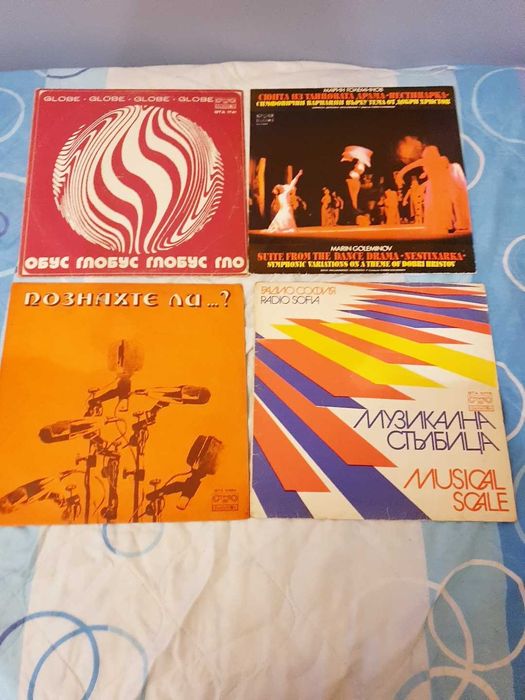 GLOBE · GLOBE · GLOBE · GLOBE
ОБУС ГЛОБУС ГЛОБУС ГЛО
МАРИН ГОЛЕМИНОВ
СЮИТА ИЗ ТАНЦОВАТА ДРАМА «НЕСТИНАРКА»
СИМФОНИЧНИ ВАРИАЦИИ ВЪРХУ ТЕМА ОТ ДОБРИ ХРИСТОВ
MARIN GOLEMINOV
SUITE FROM THE DANCE DRAMA «NESTINARKA»
SYMPHONIC VARIATIONS ON A THEME OF DOBRI HRISTOV
ПОЗНАХТЕ ЛИ ...?
РАДИО СОФИЯ
RADIO SOFIA
МУЗИКАЛНА
СТЪЛБИЦА
MUSICAL
SCALE